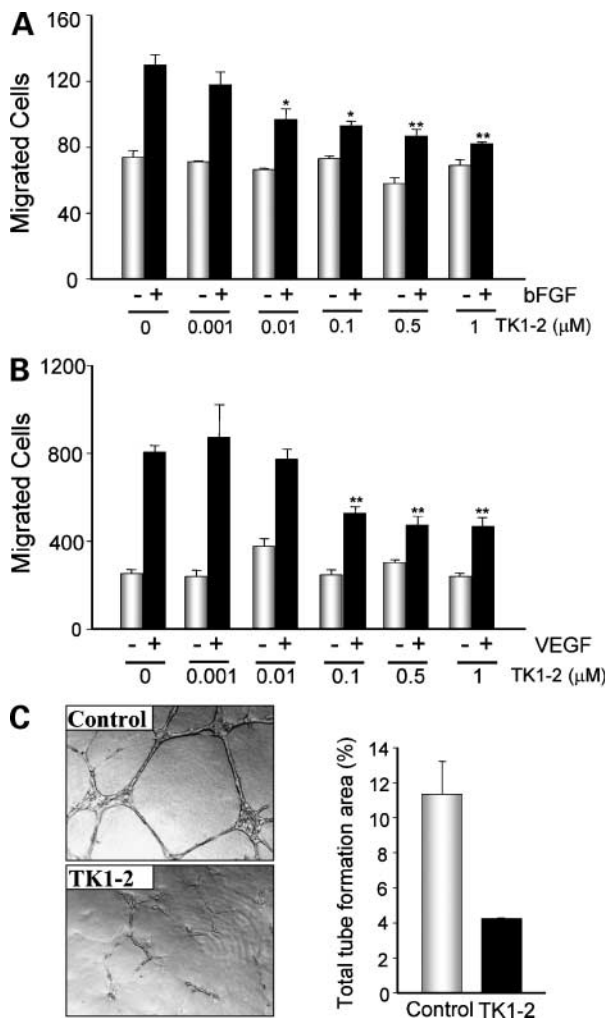 A
160
120
80
40
0
Migrated Cells
* * ** **
- + - + - + - + - + - + bFGF
0 0.001 0.01 0.1 0.5 1 TK1-2 (μM)
B
1200
800
400
0
Migrated Cells
** ** **
- + - + - + - + - + - + VEGF
0 0.001 0.01 0.1 0.5 1 TK1-2 (μM)
C
Control
TK1-2
Total tube formation area (%)
14
12
10
8
6
4
2
0
Control TK1-2